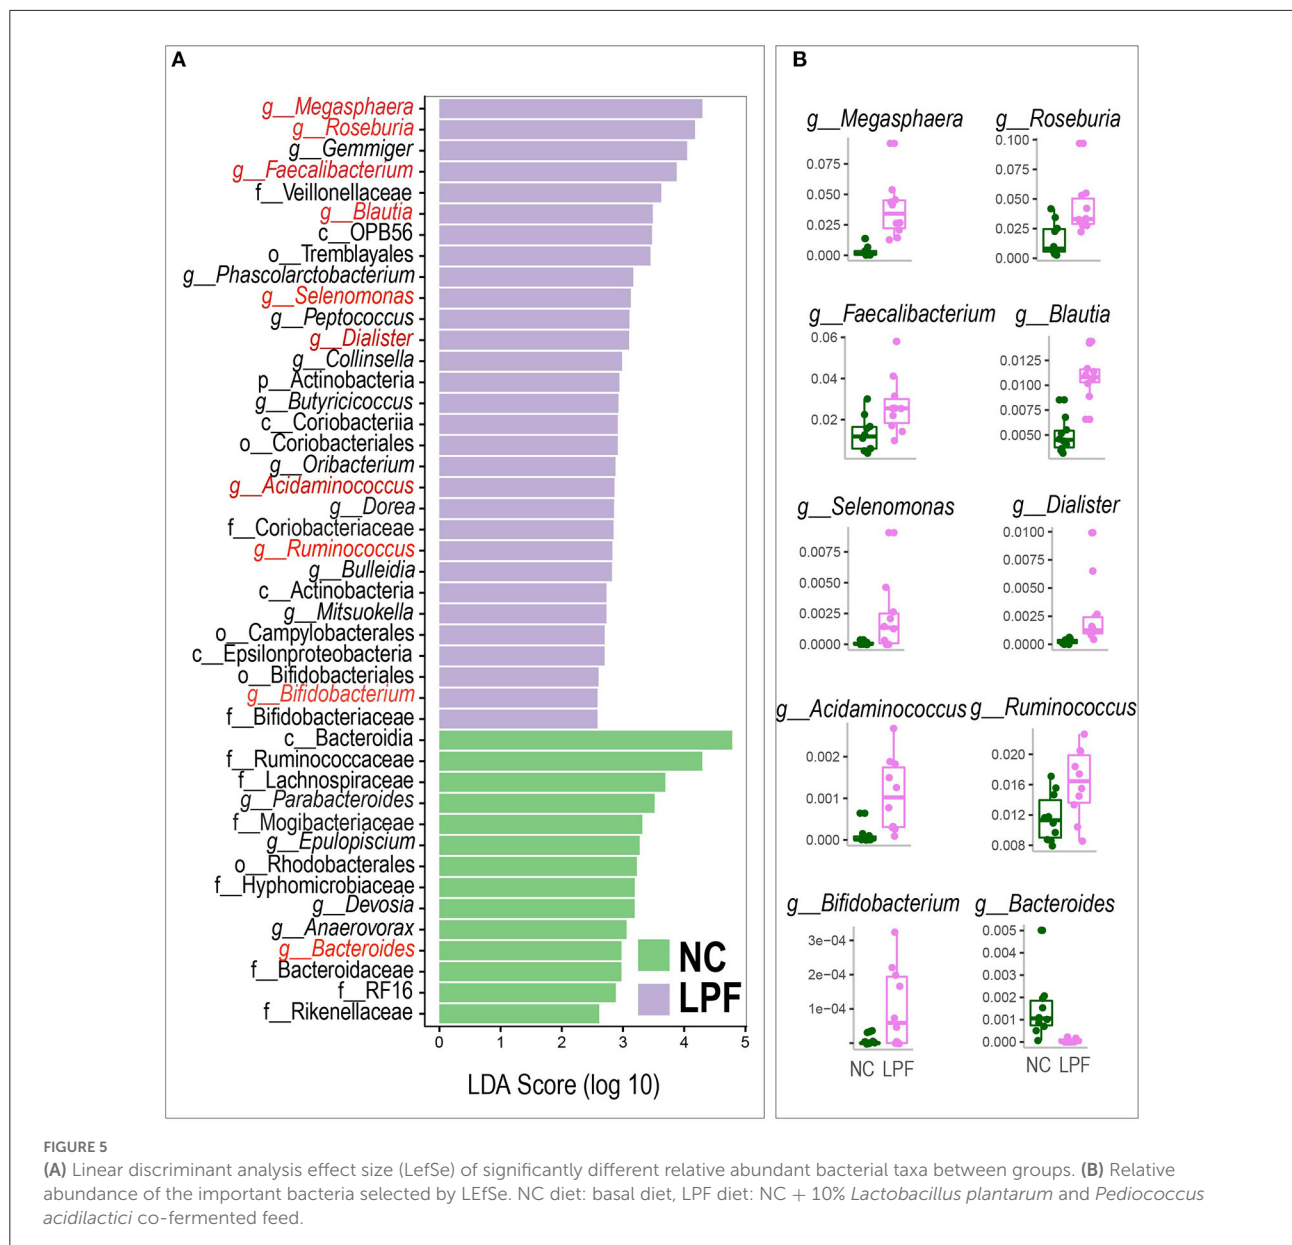 A
g__Megasphaera
g__Roseburia
g__Gemmiger
g__Faecalibacterium
f__Veillonellaceae
g__Blautia
c__OPB56
o__Tremblayales
g__Phascolarctobacterium
g__Selenomonas
g__Peptococcus
g__Dialister
g__Collinsella
p__Actinobacteria
g__Butyricicoccus
c__Coriobacteriia
o__Coriobacteriales
g__Oribacterium
g__Acidaminococcus
g__Dorea
f__Coriobacteriaceae
g__Ruminococcus
g__Bulleidia
c__Actinobacteria
g__Mitsuokella
o__Campylobacterales
c__Epsilonproteobacteria
o__Bifidobacteriales
g__Bifidobacterium
f__Bifidobacteriaceae
c__Bacteroidia
f__Ruminococcaceae
f__Lachnospiraceae
g__Parabacteroides
f__Mogibacteriaceae
g__Epulopiscium
o__Rhodobacterales
f__Hyphomicrobiaceae
g__Devosia
g__Anaerovorax
g__Bacteroides
f__Bacteroidaceae
f__RF16
f__Rikenellaceae
NC
LPF
0 1 2 3 4 5
LDA Score (log 10)
B
g__Megasphaera
0.075
0.050
0.025
0.000
g__Roseburia
0.100
0.075
0.050
0.025
0.000
g__Faecalibacterium
0.06
0.04
0.02
g__Blautia
0.0125
0.0100
0.0075
0.0050
g__Selenomonas
0.0075
0.0050
0.0025
0.0000
g__Dialister
0.0100
0.0075
0.0050
0.0025
0.0000
g__Acidaminococcus
0.002
0.001
0.000
g__Ruminococcus
0.020
0.016
0.012
0.008
g__Bifidobacterium
3e−04
2e−04
1e−04
NC LPF
g__Bacteroides
0.005
0.004
0.003
0.002
0.001
0.000
NC LPF
FIGURE 5
(A) Linear discriminant analysis effect size (LefSe) of significantly different relative abundant bacterial taxa between groups. (B) Relative
abundance of the important bacteria selected by LEfSe. NC diet: basal diet, LPF diet: NC + 10% Lactobacillus plantarum and Pediococcus
acidilactici co-fermented feed.